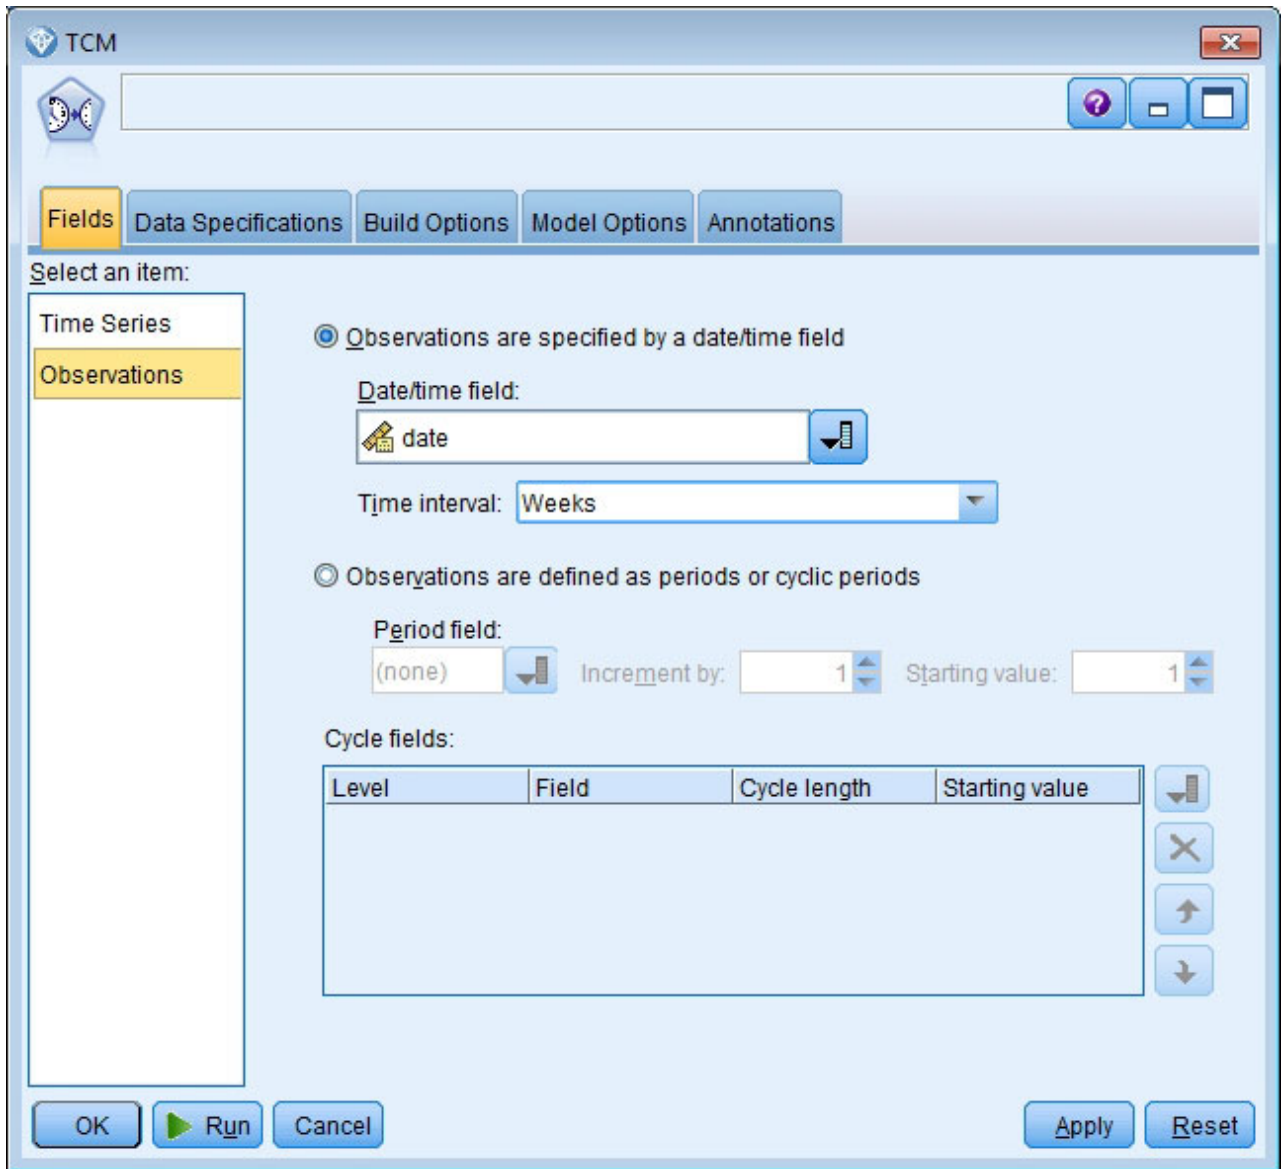 TCM
Fields Data Specifications Build Options Model Options Annotations
Select an item:
Time Series
Observations
Observations are specified by a date/time field
Date/time field:
date
Time interval: Weeks
Observations are defined as periods or cyclic periods
Period field:
(none) Increment by: 1 Starting value: 1
Cycle fields:
Level Field Cycle length Starting value
OK Run Cancel Apply Reset